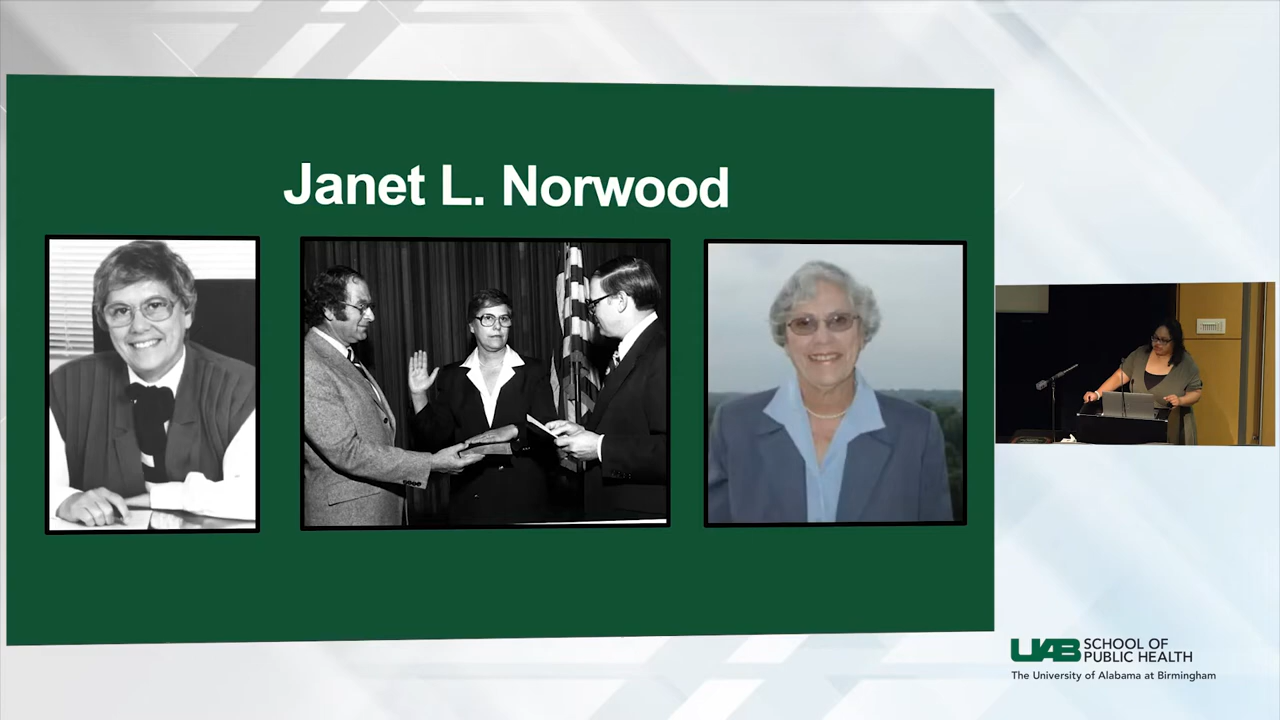 Janet L. Norwood
UAB SCHOOL OF
PUBLIC HEALTH
The University of Alabama at Birmingham